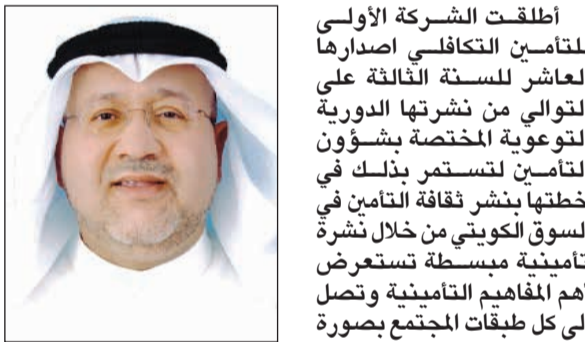 أطلقت الشركة الأولى
للتأمين التكافلي اصدارها
العاشر للسنة الثالثة على
التوالي من نشرتها الدورية
التوعوية المختصة بشؤون
التأمين لتستمر بذلك في
خطتها بنشر ثقافة التأمين في
السوق الكويتي من خلال نشرة
تأمينية مبسطة تستعرض
أهم المفاهيم التأمينية وتصل
الى كل طبقات المجتمع بصورة